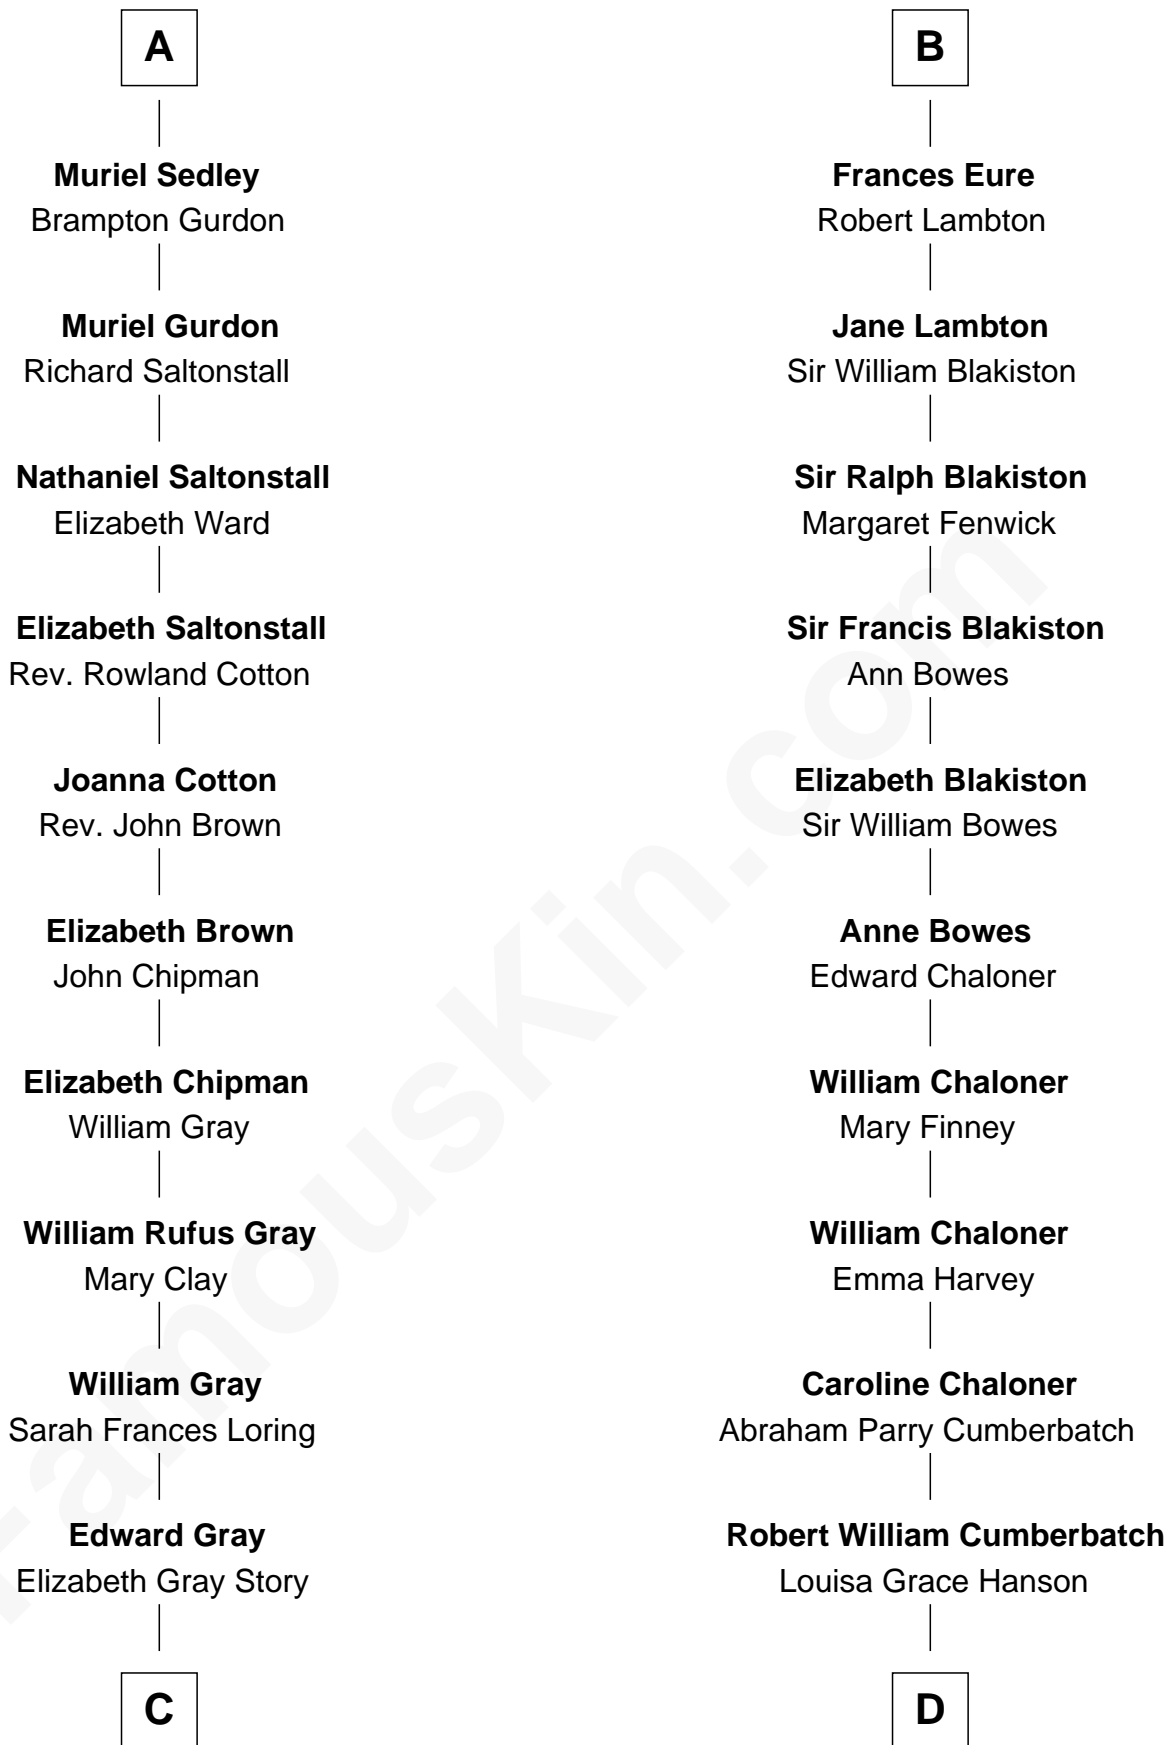 A
Muriel Sedley
Brampton Gurdon
Muriel Gurdon
Richard Saltonstall
Nathaniel Saltonstall
Elizabeth Ward
Elizabeth Saltonstall
Rev. Rowland Cotton
Joanna Cotton
Rev. John Brown
Elizabeth Brown
John Chipman
Elizabeth Chipman
William Gray
William Rufus Gray
Mary Clay
William Gray
Sarah Frances Loring
Edward Gray
Elizabeth Gray Story
C
B
Frances Eure
Robert Lambton
Jane Lambton
Sir William Blakiston
Sir Ralph Blakiston
Margaret Fenwick
Sir Francis Blakiston
Ann Bowes
Elizabeth Blakiston
Sir William Bowes
Anne Bowes
Edward Chaloner
William Chaloner
Mary Finney
William Chaloner
Emma Harvey
Caroline Chaloner
Abraham Parry Cumberbatch
Robert William Cumberbatch
Louisa Grace Hanson
D
FamousKin.com